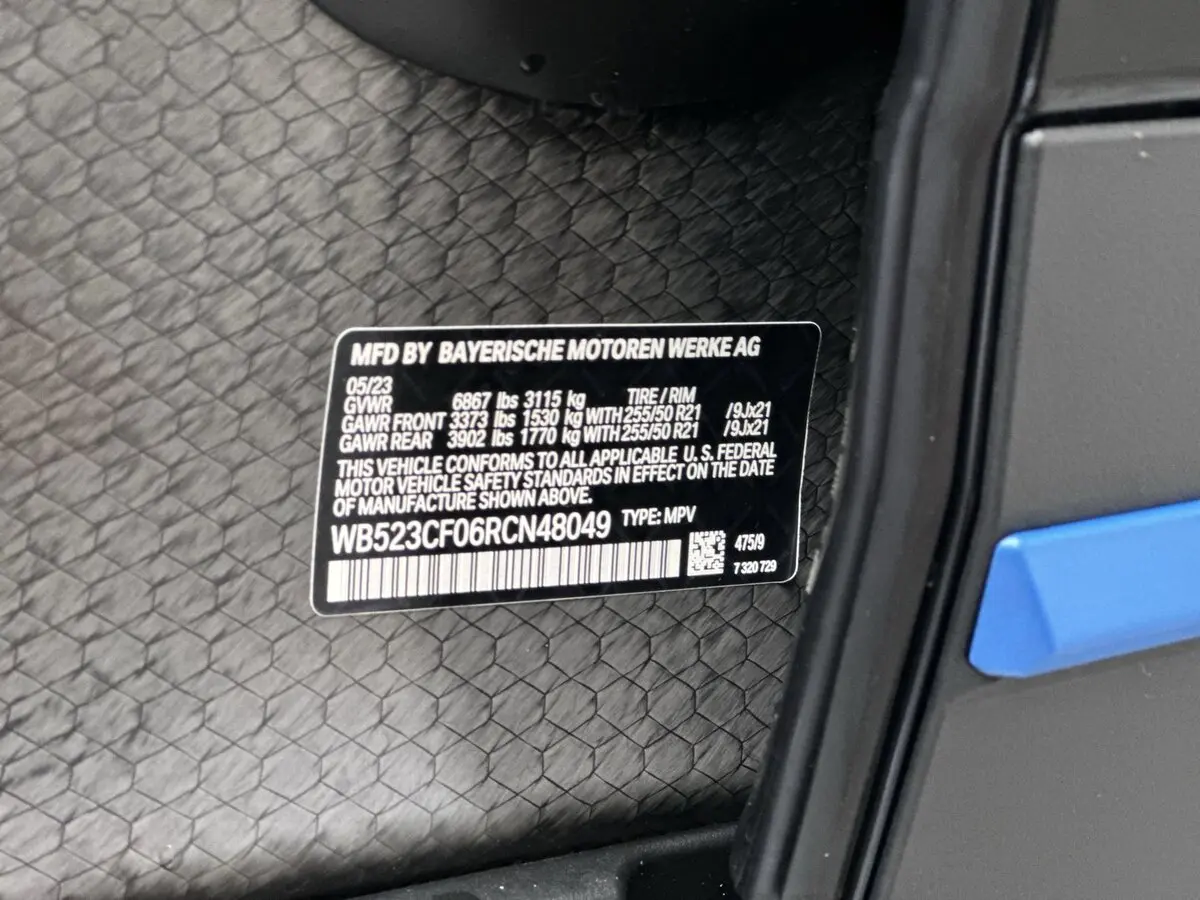 MFD BY BAYERISCHE MOTOREN WERKE AG
05/23
GVWR 6867 lbs 3115 kg TIRE / RIM
GAWR FRONT 3373 lbs 1530 kg WITH 255/50 R21 /9Jx21
GAWR REAR 3902 lbs 1770 kg WITH 255/50 R21 /9Jx21
THIS VEHICLE CONFORMS TO ALL APPLICABLE U. S. FEDERAL
MOTOR VEHICLE SAFETY STANDARDS IN EFFECT ON THE DATE
OF MANUFACTURE SHOWN ABOVE.
WB523CF06RCN48049 TYPE: MPV
475/9
7 320 729